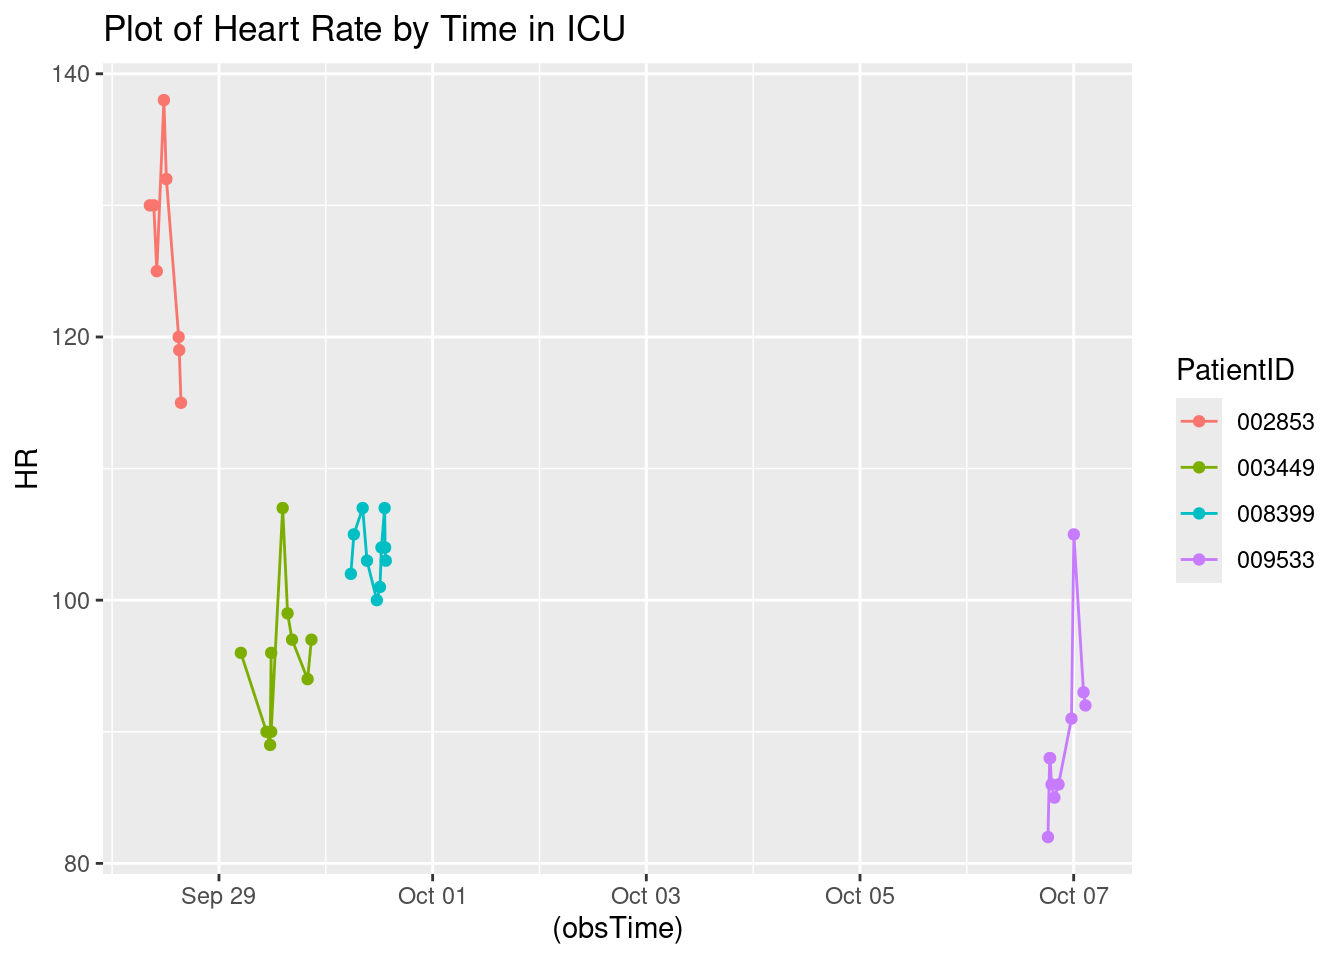 Plot of Heart Rate by Time in ICU
140
120
100
80
HR
Sep 29 Oct 01 Oct 03 Oct 05 Oct 07
(obsTime)
PatientID
002853
003449
008399
009533